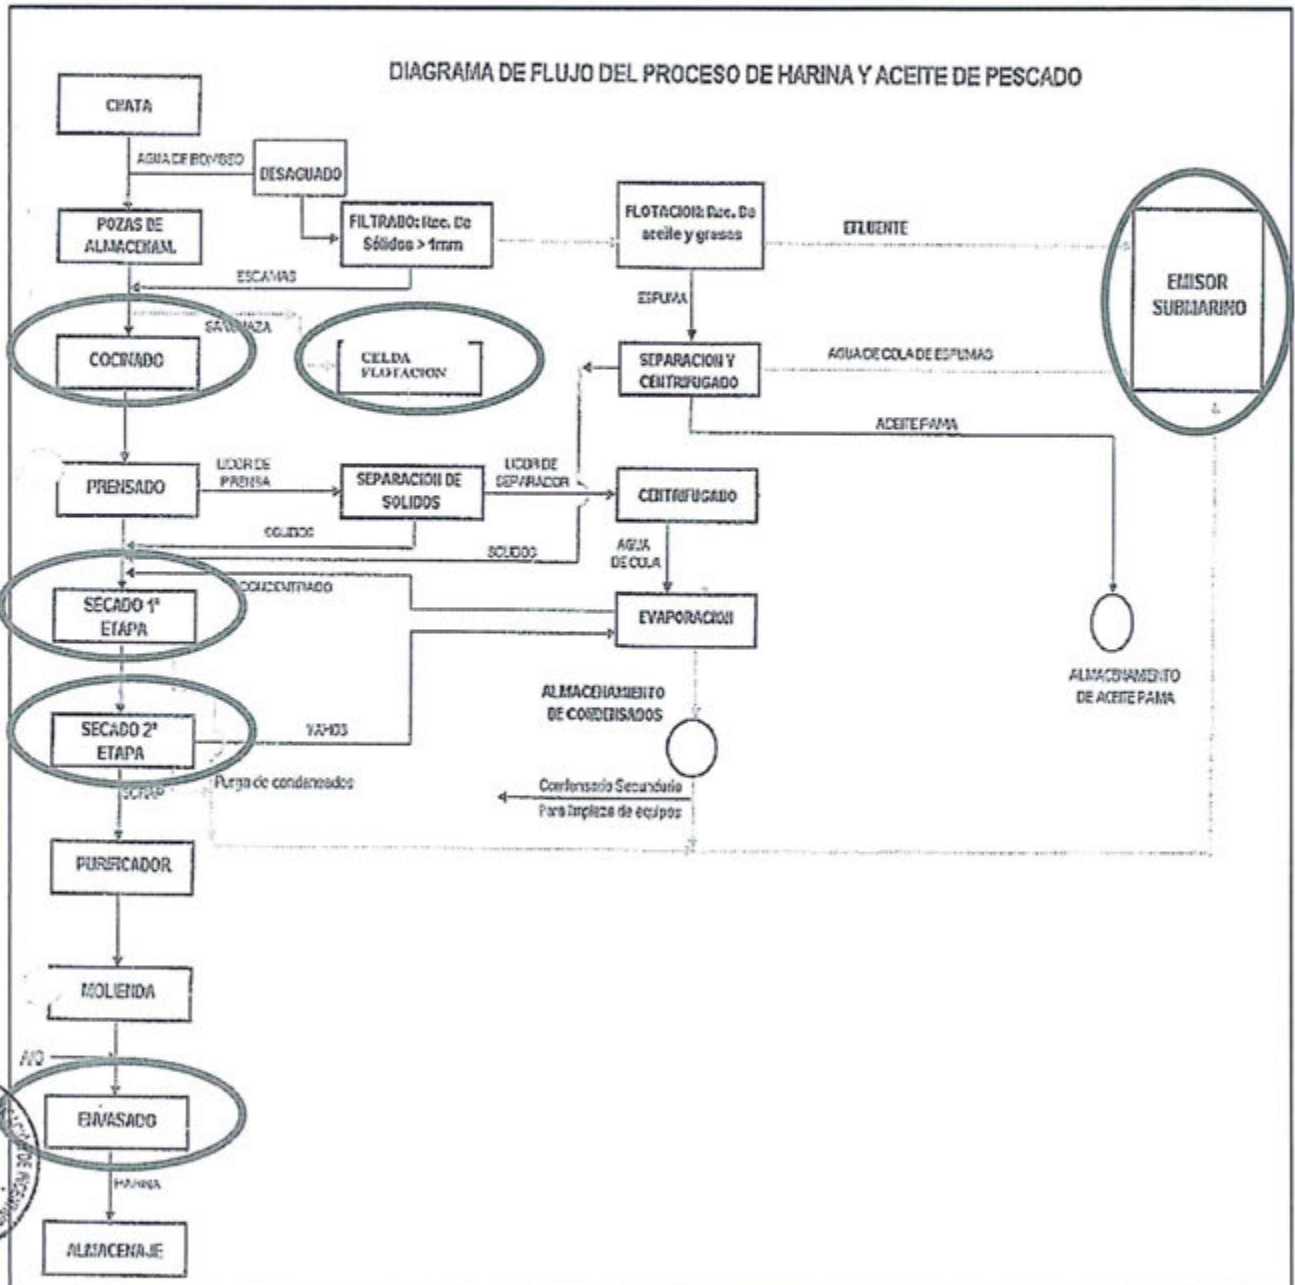 DIAGRAMA DE FLUJO DEL PROCESO DE HARINA Y ACEITE DE PESCADO
CHATA
AGUA DE BOMBEO
DESAGUADO
POZAS DE
ALMACENAM.
FILTRADO: Rec. De
Sólidos > 1mm
FLOTACION: Rec. De
aceite y grasas
EFLUENTE
EMISOR
SUBMARINO
ESCAMAS
ESPUMA
SANGUAZA
COCINADO
CELDA
FLOTACION
SEPARACION Y
CENTRIFUGADO
AGUA DE COLA DE ESPUMAS
ACEITE PAMA
PRENSADO
LICOR DE
PRENSA
SEPARACION DE
SOLIDOS
LICOR DE
SEPARADOR
CENTRIFUGADO
SOLIDOS
SOLIDOS
AGUA
DE COLA
CONCENTRADO
SECADO 1ª
ETAPA
EVAPORACION
ALMACENAMIENTO
DE ACEITE PAMA
ALMACENAMIENTO
DE CONDENSADOS
SECADO 2ª
ETAPA
VAHOS
SCRAP
Purga de condensados
Condensado Secundario
Para limpieza de equipos
PURIFICADOR
MOLIENDA
A/O
ENVASADO
HARINA
ALMACENAJE